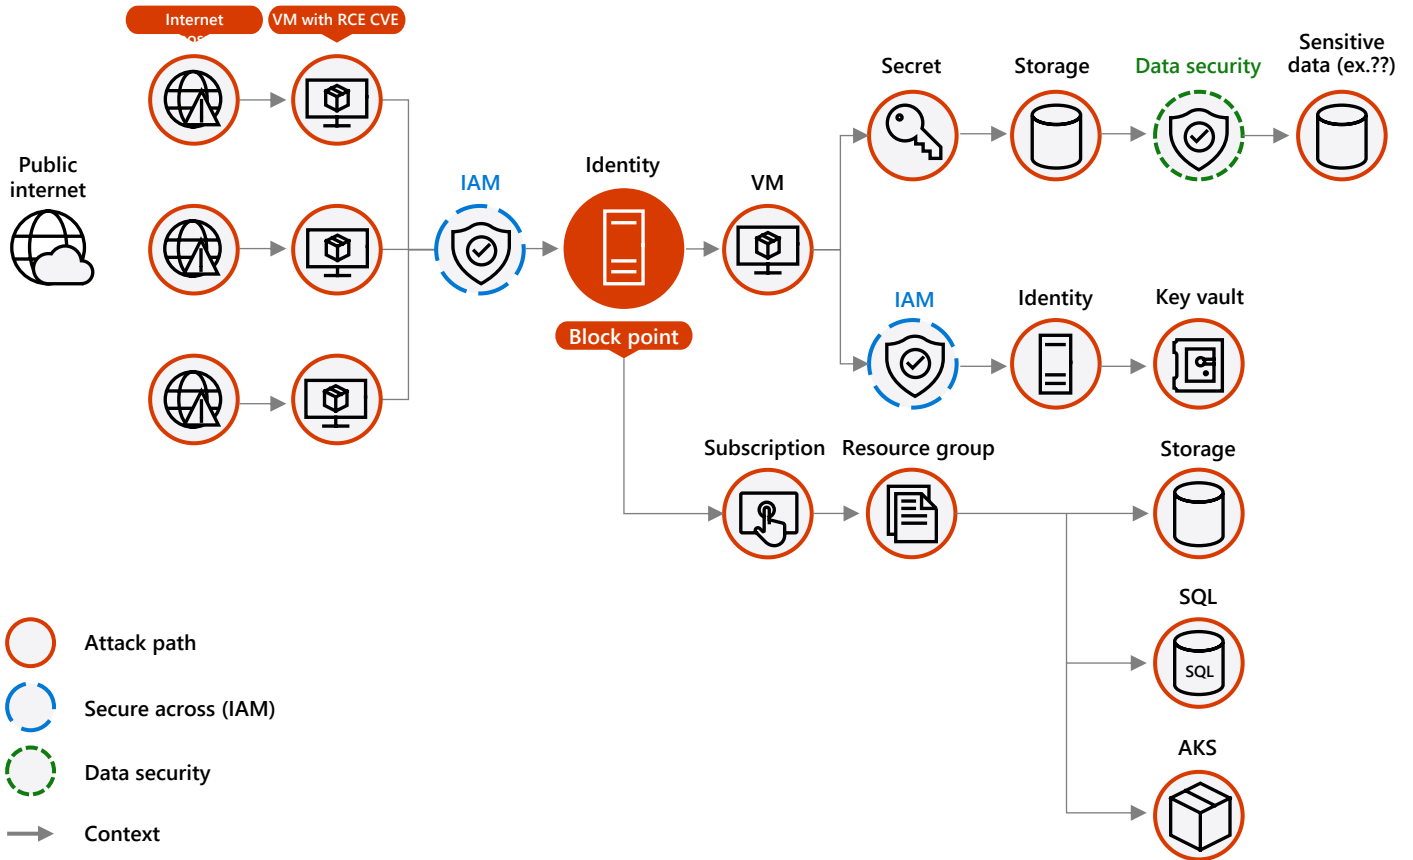 Internet
VM with RCE CVE
Public
internet
IAM
Identity
VM
Block point
Secret
Storage
Data security
Sensitive
data (ex.??)
IAM
Identity
Key vault
Subscription
Resource group
Storage
SQL
SQL
AKS
Attack path
Secure across (IAM)
Data security
Context